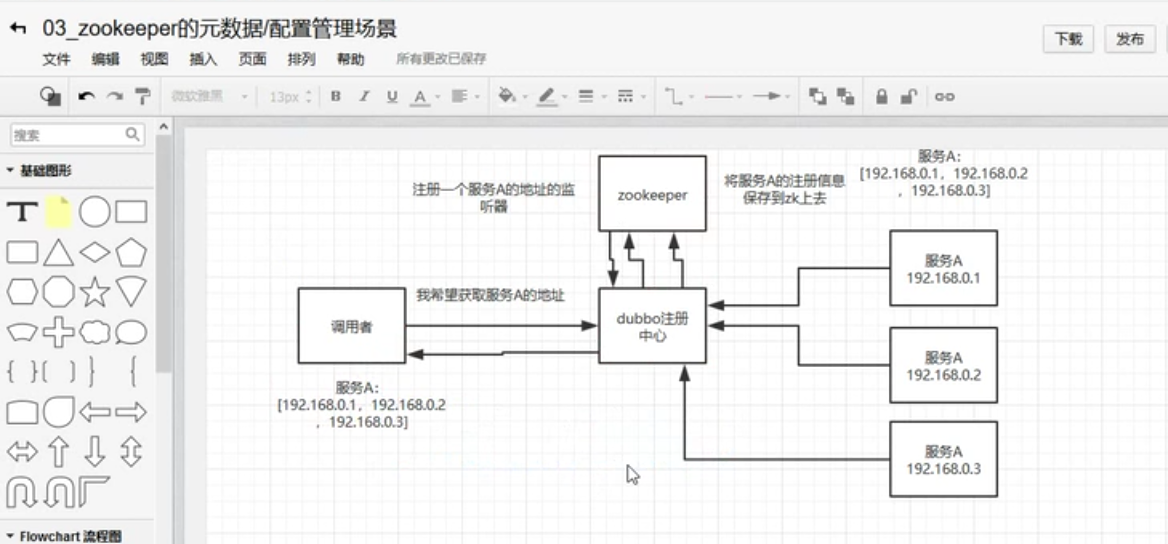 03_zookeeper的元数据/配置管理场景
下载
发布
文件 编辑 视图 插入 页面 排列 帮助 所有更改已保存
微软雅黑 13px B I U A
搜索
基础图形
T
服务A:
[192.168.0.1，192.168.0.2
，192.168.0.3]
注册一个服务A的地址的监
听器
zookeeper
将服务A的注册信息
保存到zk上去
服务A
192.168.0.1
我希望获取服务A的地址
调用者
dubbo注册
中心
服务A
192.168.0.2
服务A:
[192.168.0.1，192.168.0.2
，192.168.0.3]
服务A
192.168.0.3
Flowchart 流程图